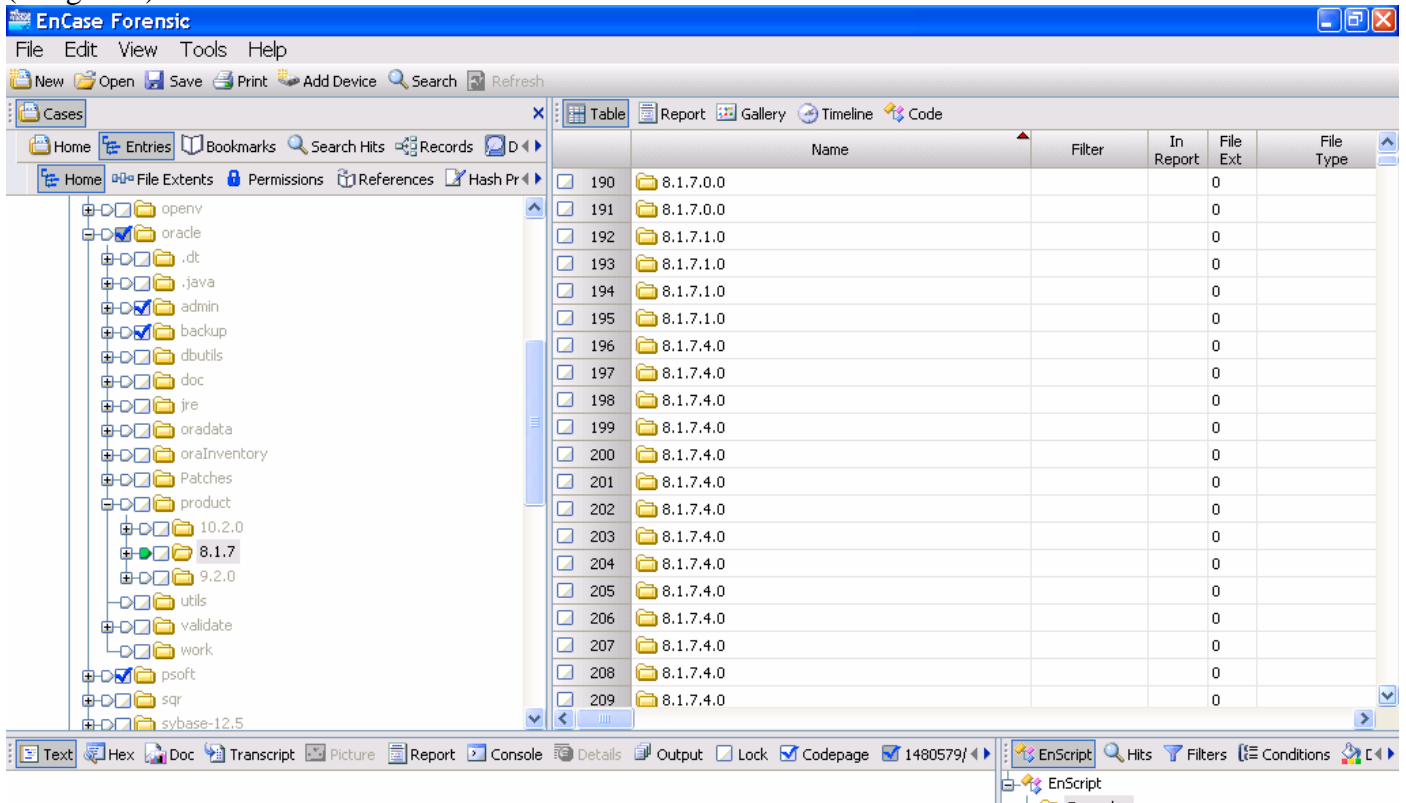 EnCase Forensic
File Edit View Tools Help
New Open Save Print Add Device Search Refresh
Cases
Home Entries Bookmarks Search Hits Records D
Home File Extents Permissions References Hash Pr
openv
oracle
.dt
.java
admin
backup
dbutils
doc
jre
oradata
oraInventory
Patches
product
10.2.0
8.1.7
9.2.0
utils
validate
work
psoft
sqr
sybase-12.5
Table Report Gallery Timeline Code
Name Filter In Report File Ext File Type
190 8.1.7.0.0 0
191 8.1.7.0.0 0
192 8.1.7.1.0 0
193 8.1.7.1.0 0
194 8.1.7.1.0 0
195 8.1.7.1.0 0
196 8.1.7.4.0 0
197 8.1.7.4.0 0
198 8.1.7.4.0 0
199 8.1.7.4.0 0
200 8.1.7.4.0 0
201 8.1.7.4.0 0
202 8.1.7.4.0 0
203 8.1.7.4.0 0
204 8.1.7.4.0 0
205 8.1.7.4.0 0
206 8.1.7.4.0 0
207 8.1.7.4.0 0
208 8.1.7.4.0 0
209 8.1.7.4.0 0
Text Hex Doc Transcript Picture Report Console Details Output Lock Codepage 1480579/
EnScript Hits Filters Conditions
EnScript